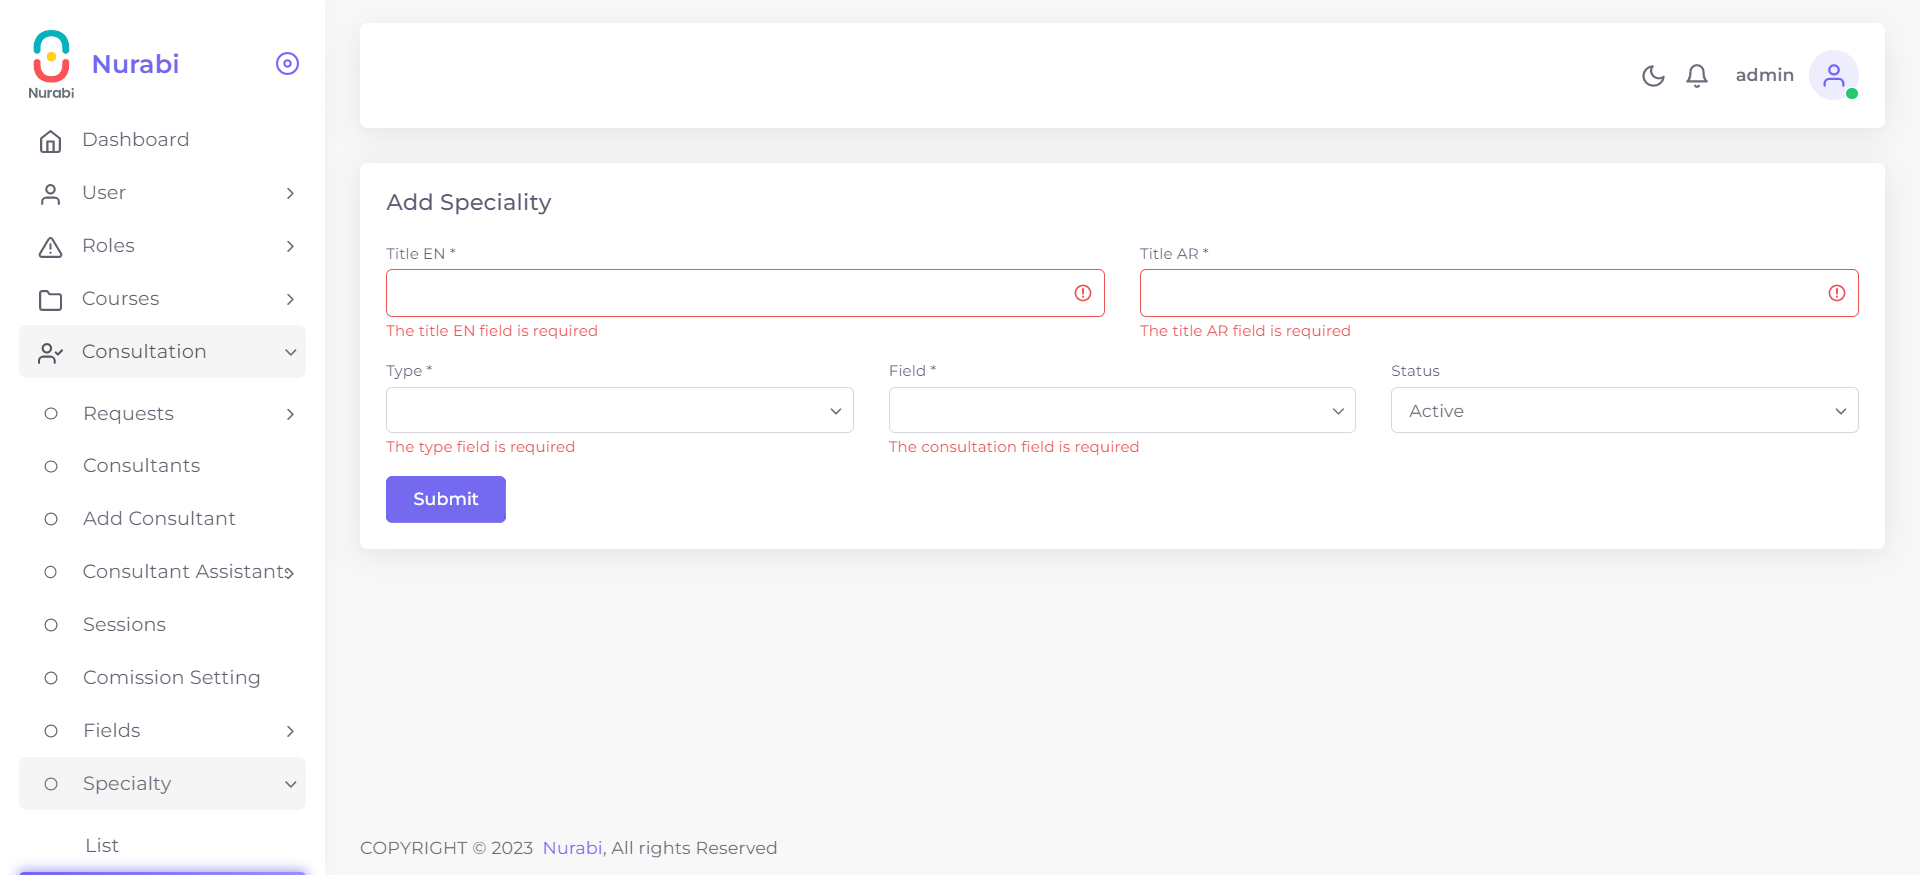 Nurabi
Nurabi
Dashboard
User
Roles
Courses
Consultation
Requests
Consultants
Add Consultant
Consultant Assistants
Sessions
Comission Setting
Fields
Specialty
List
admin
Add Speciality
Title EN *
Title AR *
The title EN field is required
The title AR field is required
Type *
Field *
Status
Active
The type field is required
The consultation field is required
Submit
COPYRIGHT © 2023 Nurabi, All rights Reserved